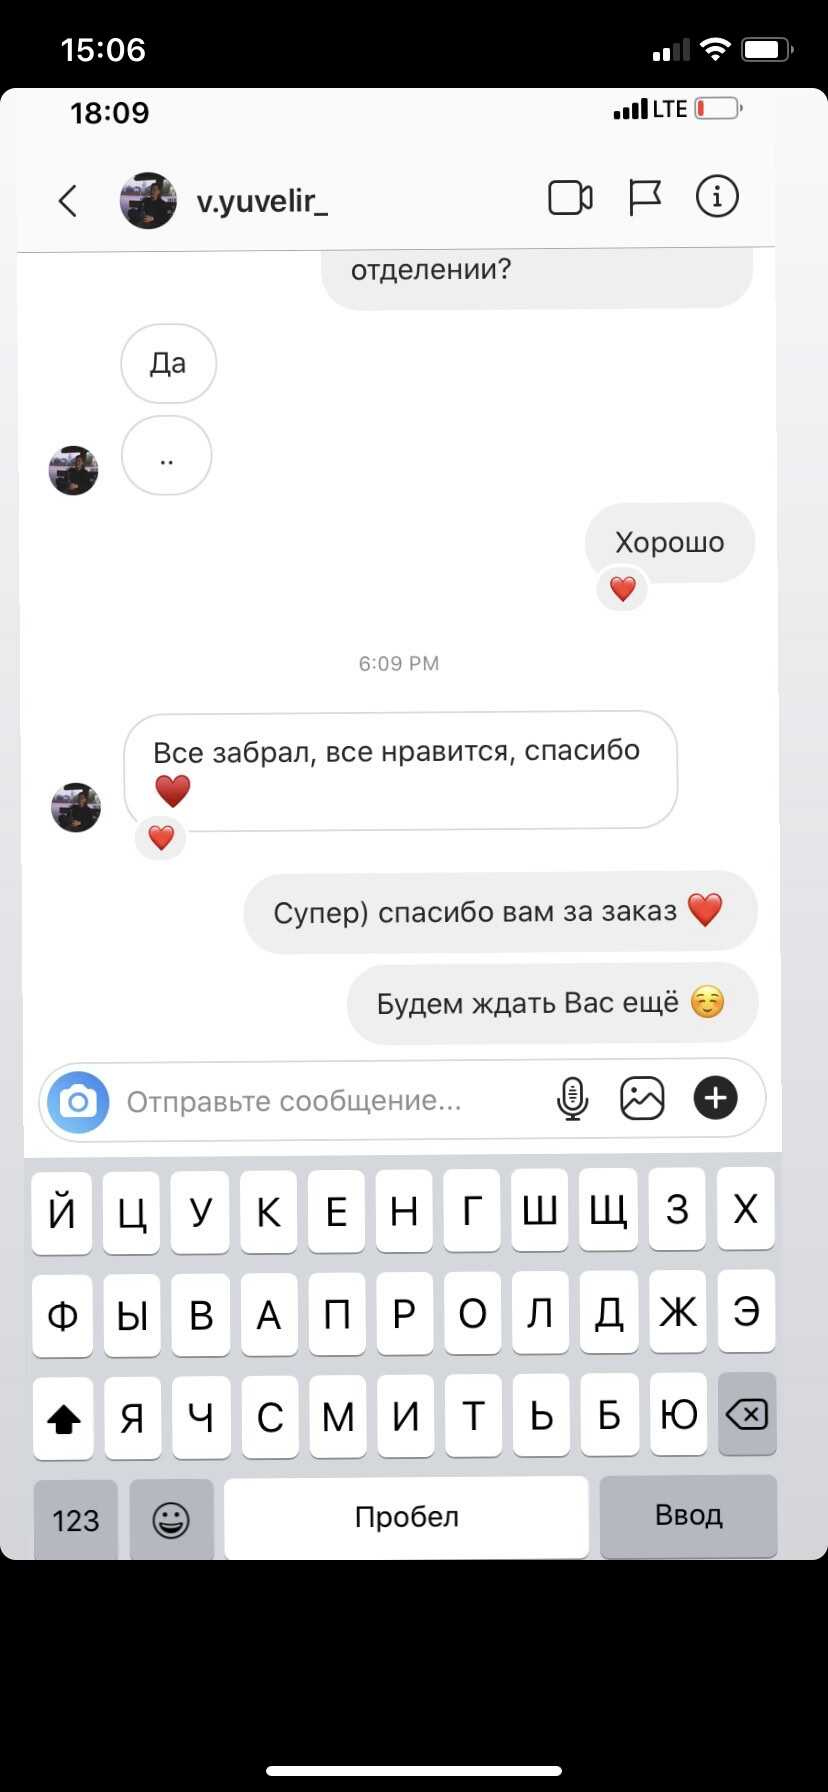 15:06
18:09
LTE
v.yuvelir_
отделении?
Да
..
Хорошо
6:09 PM
Все забрал, все нравится, спасибо
Супер) спасибо вам за заказ
Будем ждать Вас ещё
Отправьте сообщение...
Й Ц У К Е Н Г Ш Щ З Х
Ф Ы В А П Р О Л Д Ж Э
Я Ч С М И Т Ь Б Ю
123 Пробел Ввод